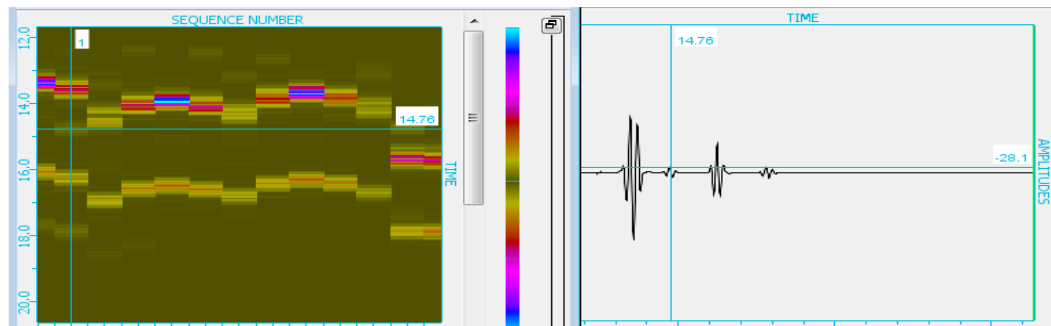 SEQUENCE NUMBER
1
12.0
14.0
14.76
16.0
18.0
20.0
TIME
TIME
14.76
-28.1
AMPLITUDES